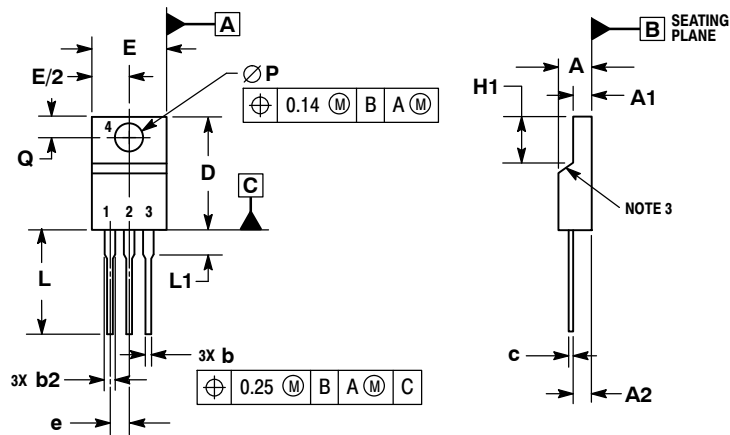 E
A
E/2
Ø P
⌖ 0.14 Ⓜ B A Ⓜ
4
Q
D
C
1 2 3
L
L1
3X b
3X b2
⌖ 0.25 Ⓜ B A Ⓜ C
e
B SEATING
PLANE
A
H1
A1
NOTE 3
c
A2